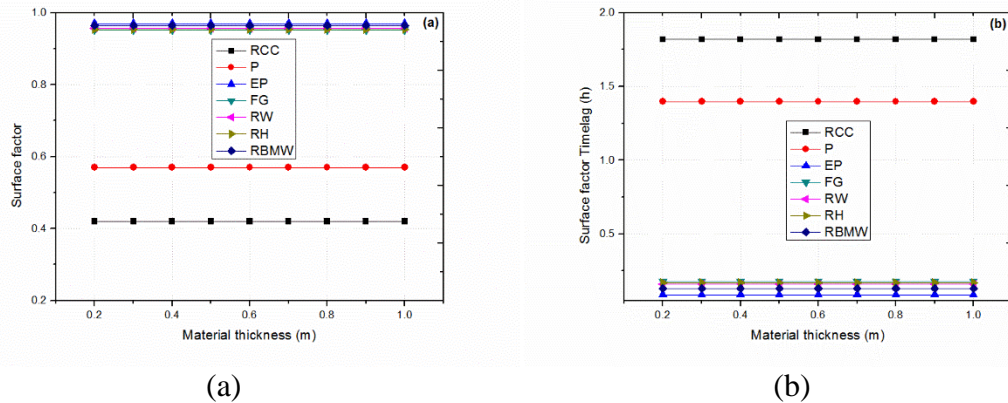 (a)
1.0
0.8
0.6
0.4
0.2
Surface factor
RCC
P
EP
FG
RW
RH
RBMW
0.2 0.4 0.6 0.8 1.0
Material thickness (m)
(a)
(b)
2.0
1.5
1.0
0.5
Surface factor Timelag (h)
RCC
P
EP
FG
RW
RH
RBMW
0.2 0.4 0.6 0.8 1.0
Material thickness (m)
(b)